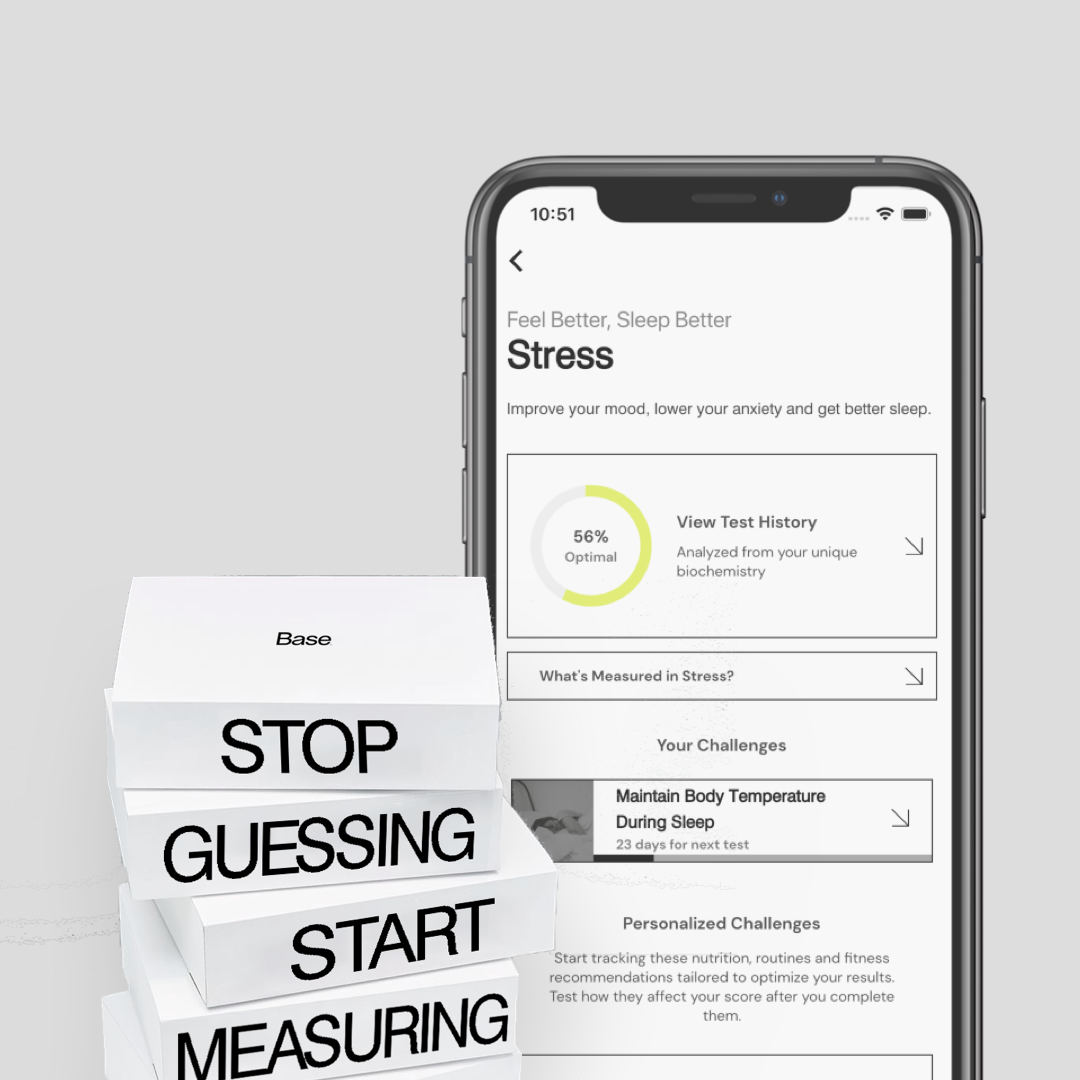 10:51
Feel Better, Sleep Better
Stress
Improve your mood, lower your anxiety and get better sleep.
56%
Optimal
View Test History
Analyzed from your unique
biochemistry
What's Measured in Stress?
Your Challenges
Maintain Body Temperature
During Sleep
23 days for next test
Personalized Challenges
Start tracking these nutrition, routines and fitness
recommendations tailored to optimize your results.
Test how they affect your score after you complete
them.
Base
STOP
GUESSING
START
MEASURING